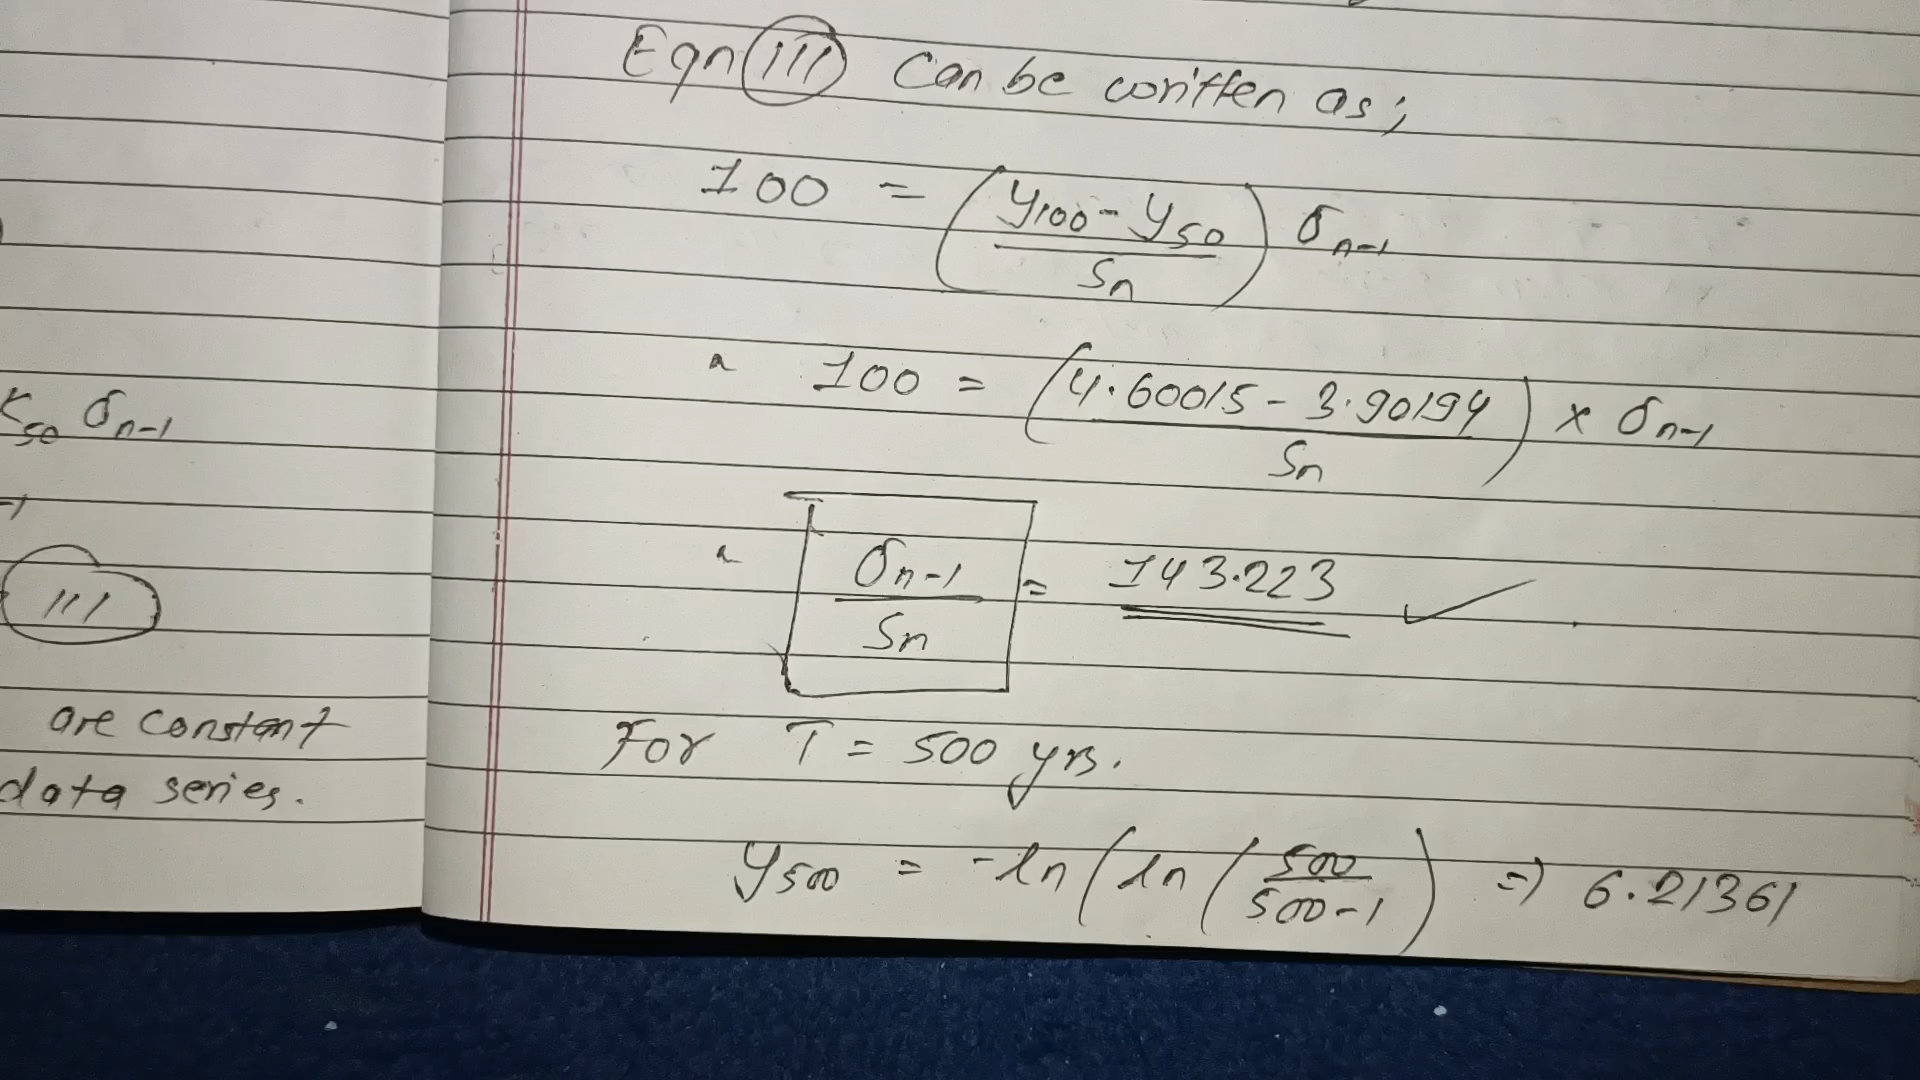 K50 σn-1
-1
III
are constant
data series.
Eqn III Can be written as;
100 = (y100 - y50 / Sn) σn-1
100 = (4.60015 - 3.90194 / Sn) × σn-1
σn-1 / Sn = 143.223 ✓
For T = 500 yrs.
y500 = -ln(ln(500 / 500-1) => 6.21361